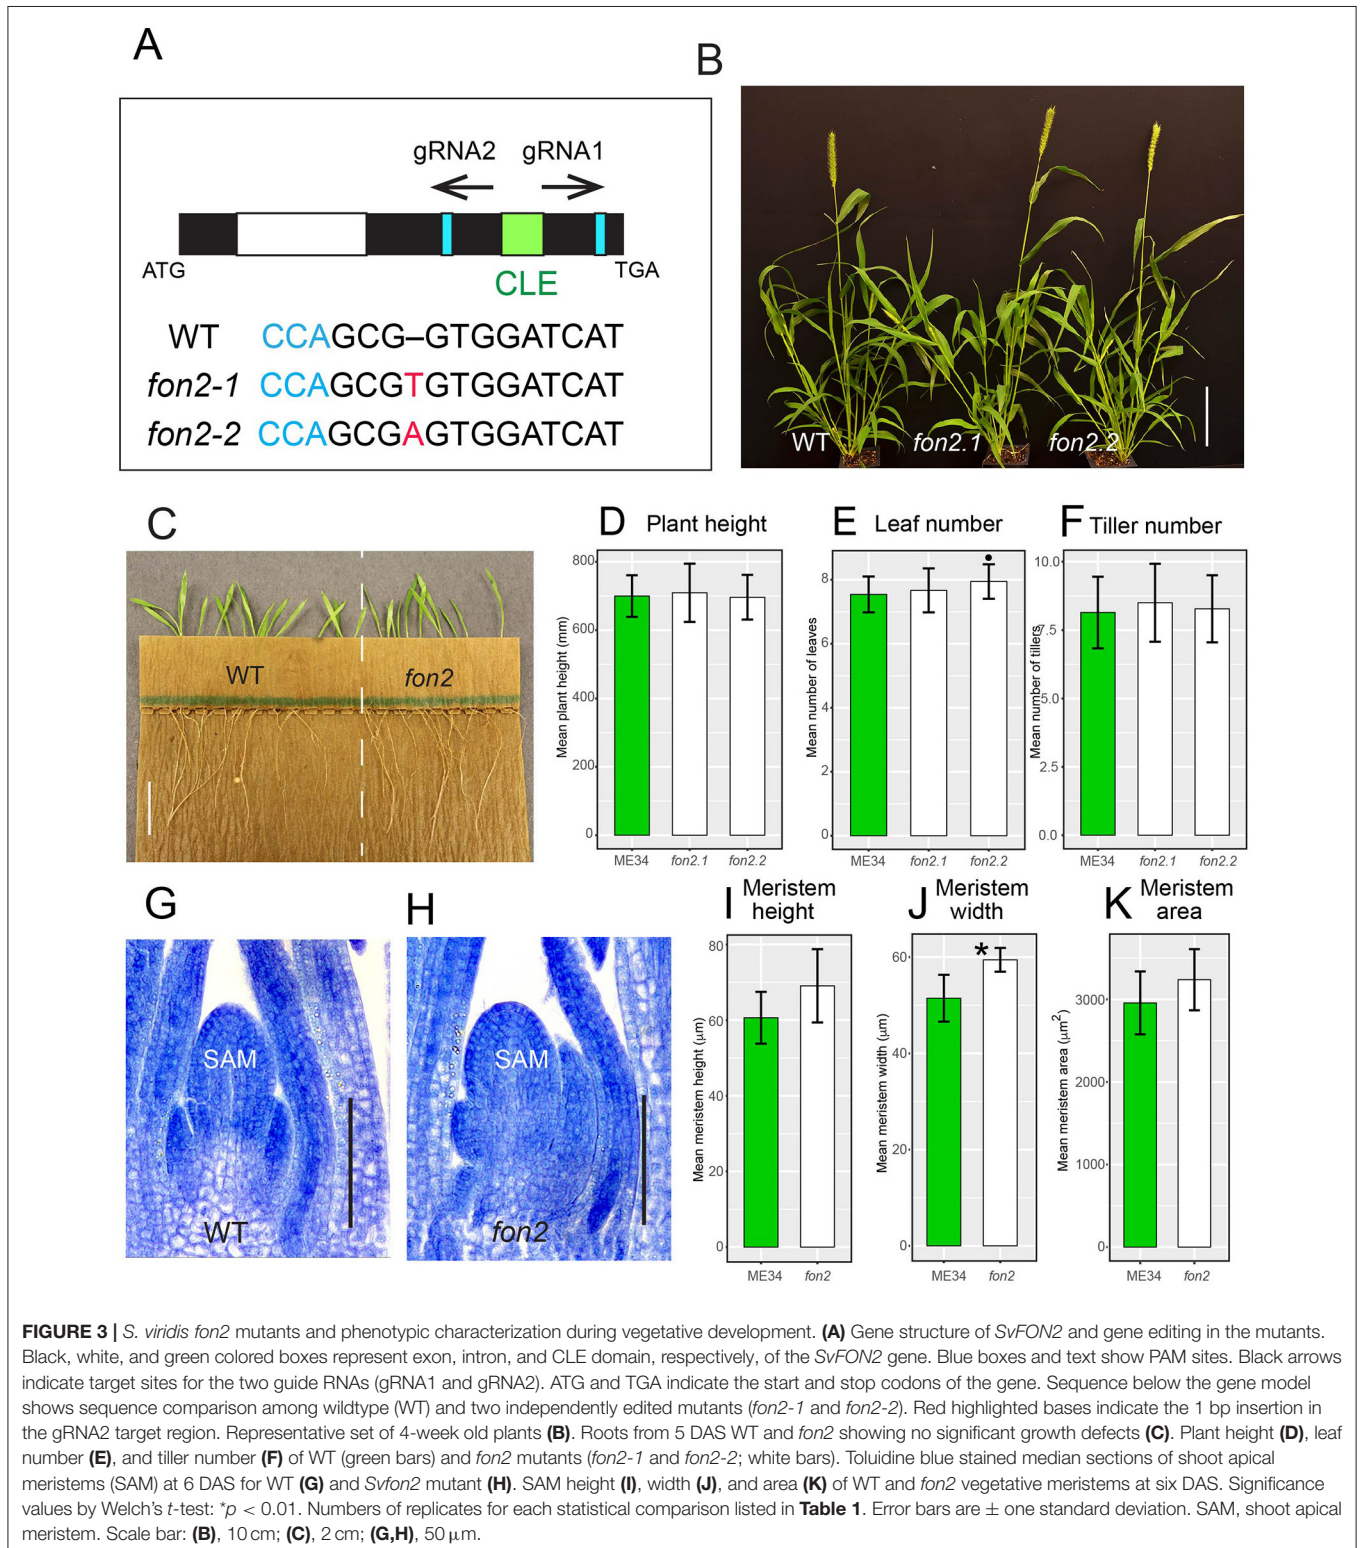 A
gRNA2 gRNA1
ATG
TGA
CLE
WT CCAGCG–GTGGATCAT
fon2-1 CCAGCGTGTGGATCAT
fon2-2 CCAGCGAGTGGATCAT
B
WT fon2.1 fon2.2
C
WT fon2
D Plant height
Mean plant height (mm)
800
600
400
200
0
ME34 fon2.1 fon2.2
E Leaf number
Mean number of leaves
8
6
4
2
0
ME34 fon2.1 fon2.2
F Tiller number
Mean number of tillers
10.0
7.5
5.0
2.5
0.0
ME34 fon2.1 fon2.2
G
SAM
WT
H
SAM
fon2
I Meristem
height
Mean meristem height (µm)
80
60
40
20
0
ME34 fon2
J Meristem
width
Mean meristem width (µm)
60
40
20
0
*
ME34 fon2
K Meristem
area
Mean meristem area (µm²)
3000
2000
1000
0
ME34 fon2
FIGURE 3 | S. viridis fon2 mutants and phenotypic characterization during vegetative development. (A) Gene structure of SvFON2 and gene editing in the mutants.
Black, white, and green colored boxes represent exon, intron, and CLE domain, respectively, of the SvFON2 gene. Blue boxes and text show PAM sites. Black arrows
indicate target sites for the two guide RNAs (gRNA1 and gRNA2). ATG and TGA indicate the start and stop codons of the gene. Sequence below the gene model
shows sequence comparison among wildtype (WT) and two independently edited mutants (fon2-1 and fon2-2). Red highlighted bases indicate the 1 bp insertion in
the gRNA2 target region. Representative set of 4-week old plants (B). Roots from 5 DAS WT and fon2 showing no significant growth defects (C). Plant height (D), leaf
number (E), and tiller number (F) of WT (green bars) and fon2 mutants (fon2-1 and fon2-2; white bars). Toluidine blue stained median sections of shoot apical
meristems (SAM) at 6 DAS for WT (G) and Svfon2 mutant (H). SAM height (I), width (J), and area (K) of WT and fon2 vegetative meristems at six DAS. Significance
values by Welch's t-test: *p < 0.01. Numbers of replicates for each statistical comparison listed in Table 1. Error bars are ± one standard deviation. SAM, shoot apical
meristem. Scale bar: (B), 10 cm; (C), 2 cm; (G,H), 50 µm.